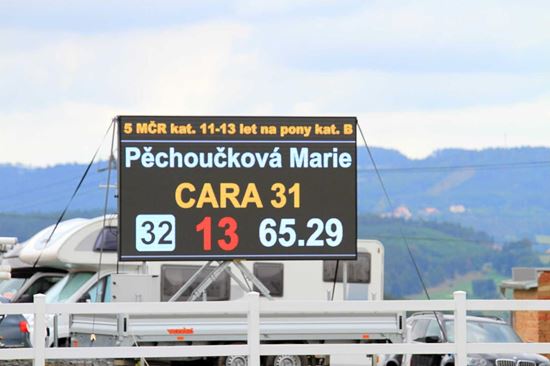 5 MČR kat. 11-13 let na pony kat. B
Pěchoučková Marie
CARA 31
32 13 65.29